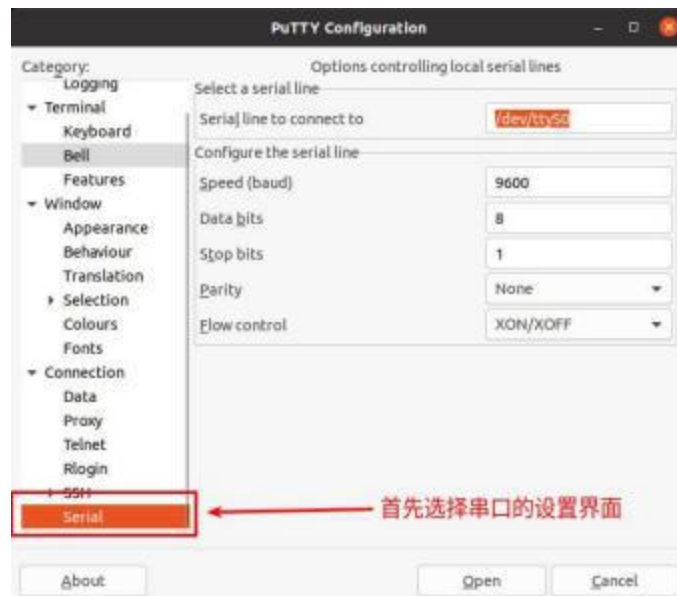 PuTTY Configuration
Category:
Options controlling local serial lines
Logging
Terminal
Keyboard
Bell
Features
Window
Appearance
Behaviour
Translation
Selection
Colours
Fonts
Connection
Data
Proxy
Telnet
Rlogin
SSH
Serial
Select a serial line
Serial line to connect to
/dev/ttyS0
Configure the serial line
Speed (baud)
9600
Data bits
8
Stop bits
1
Parity
None
Flow control
XON/XOFF
首先选择串口的设置界面
About
Open
Cancel